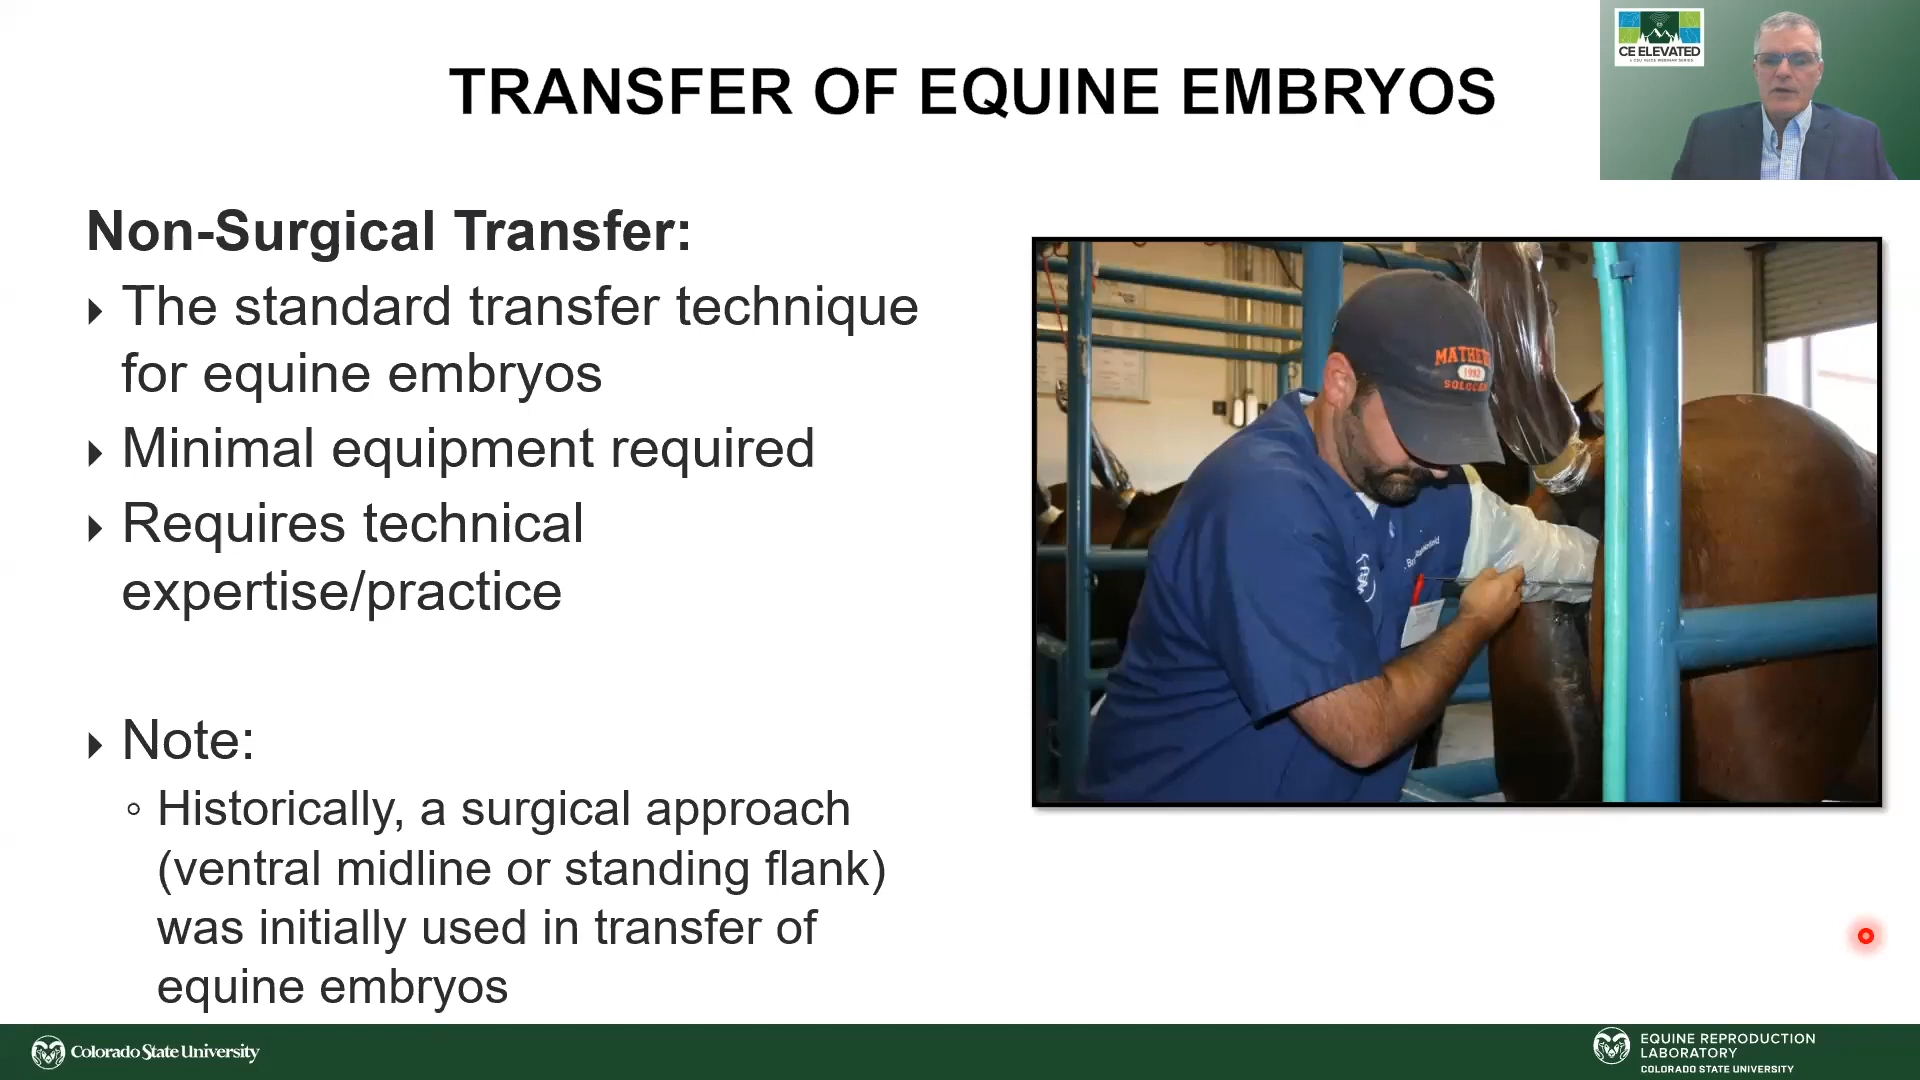 TRANSFER OF EQUINE EMBRYOS
CE ELEVATED
Non-Surgical Transfer:
The standard transfer technique
for equine embryos
Minimal equipment required
Requires technical
expertise/practice
Note:
Historically, a surgical approach
(ventral midline or standing flank)
was initially used in transfer of
equine embryos
1992
Colorado State University
EQUINE REPRODUCTION
LABORATORY
COLORADO STATE UNIVERSITY